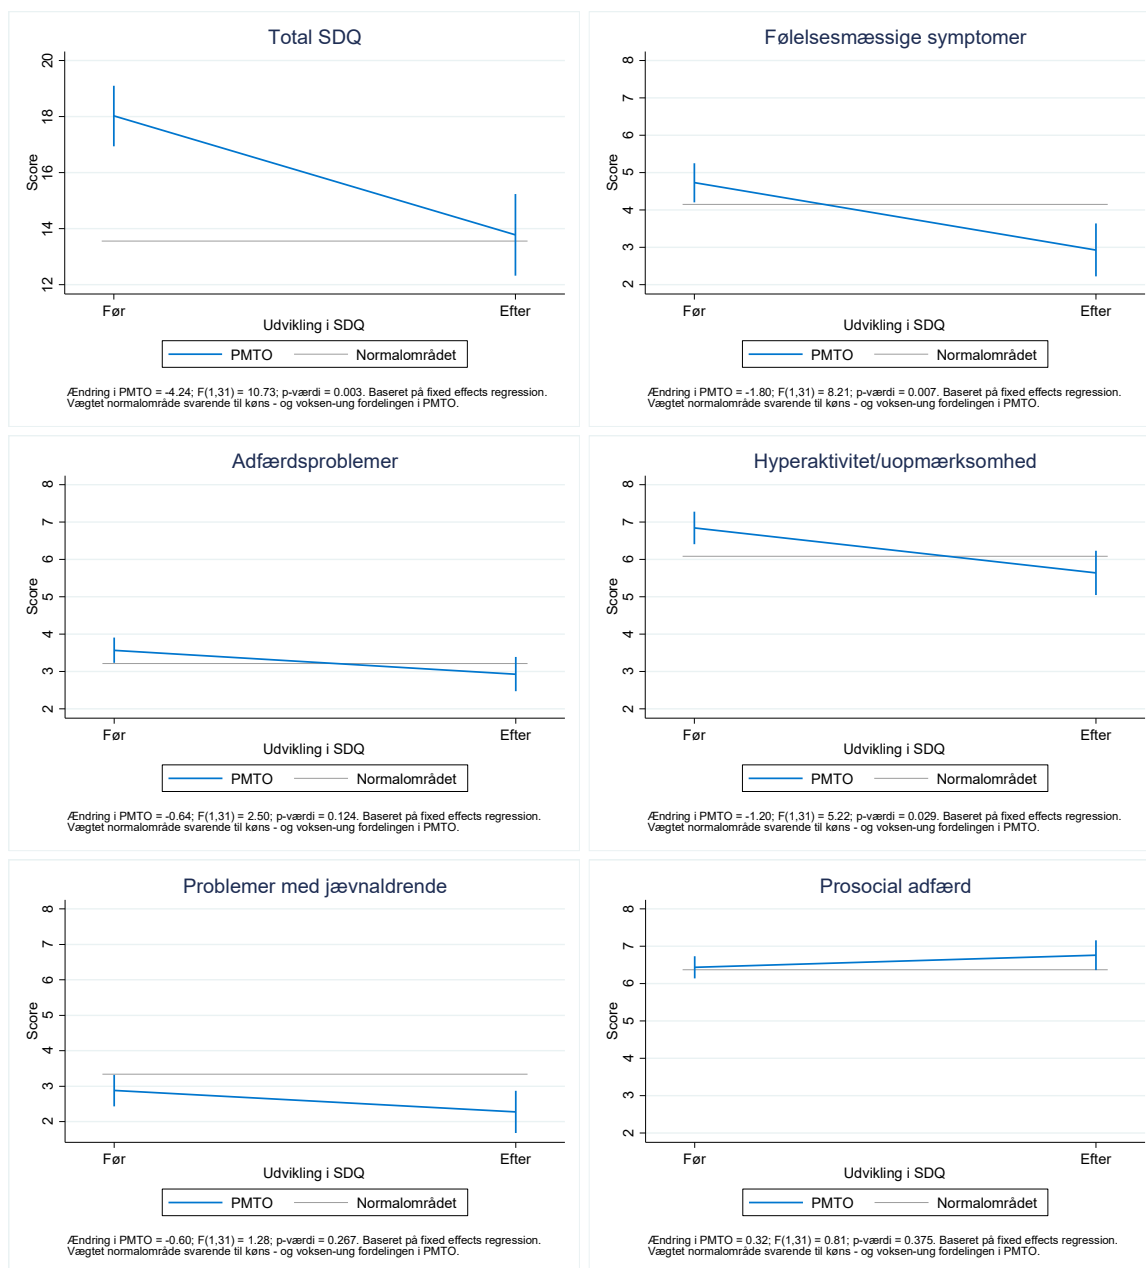 Total SDQ
Score
20
18
16
14
12
Før
Efter
Udvikling i SDQ
PMTO
Normalområdet
Ændring i PMTO = -4.24; F(1,31) = 10.73; p-værdi = 0.003. Baseret på fixed effects regression.
Vægtet normalområde svarende til køns - og voksen-ung fordelingen i PMTO.
Følelsesmæssige symptomer
Score
8
7
6
5
4
3
2
Før
Efter
Udvikling i SDQ
PMTO
Normalområdet
Ændring i PMTO = -1.80; F(1,31) = 8.21; p-værdi = 0.007. Baseret på fixed effects regression.
Vægtet normalområde svarende til køns - og voksen-ung fordelingen i PMTO.
Adfærdsproblemer
Score
8
7
6
5
4
3
2
Før
Efter
Udvikling i SDQ
PMTO
Normalområdet
Ændring i PMTO = -0.64; F(1,31) = 2.50; p-værdi = 0.124. Baseret på fixed effects regression.
Vægtet normalområde svarende til køns - og voksen-ung fordelingen i PMTO.
Hyperaktivitet/uopmærksomhed
Score
8
7
6
5
4
3
2
Før
Efter
Udvikling i SDQ
PMTO
Normalområdet
Ændring i PMTO = -1.20; F(1,31) = 5.22; p-værdi = 0.029. Baseret på fixed effects regression.
Vægtet normalområde svarende til køns - og voksen-ung fordelingen i PMTO.
Problemer med jævnaldrende
Score
8
7
6
5
4
3
2
Før
Efter
Udvikling i SDQ
PMTO
Normalområdet
Ændring i PMTO = -0.60; F(1,31) = 1.28; p-værdi = 0.267. Baseret på fixed effects regression.
Vægtet normalområde svarende til køns - og voksen-ung fordelingen i PMTO.
Prosocial adfærd
Score
8
7
6
5
4
3
2
Før
Efter
Udvikling i SDQ
PMTO
Normalområdet
Ændring i PMTO = 0.32; F(1,31) = 0.81; p-værdi = 0.375. Baseret på fixed effects regression.
Vægtet normalområde svarende til køns - og voksen-ung fordelingen i PMTO.